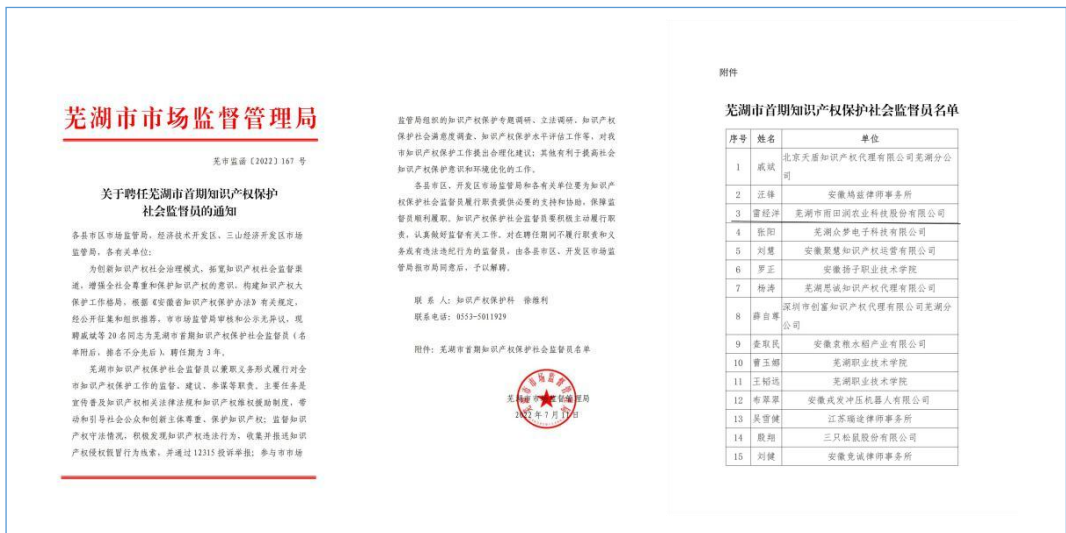 芜湖市市场监督管理局
芜市监函〔2022〕167 号
关于聘任芜湖市首期知识产权保护
社会监督员的通知
各县市区市场监管局，经济技术开发区、三山经济开发区市场
监管局，各有关单位：
为创新知识产权社会治理模式，拓宽知识产权社会监督渠
道，增强全社会尊重和保护知识产权的意识，构建知识产权大
保护工作格局，根据《安徽省知识产权保护办法》有关规定，
经公开征集和组织推荐，市市场监管局审核和公示无异议，现
聘戚斌等 20 名同志为芜湖市首期知识产权保护社会监督员（名
单附后，排名不分先后），聘任期为 3 年。
芜湖市知识产权保护社会监督员以兼职义务形式履行对全
市知识产权保护工作的监督、建议、参谋等职责。主要任务是
宣传普及知识产权相关法律法规和知识产权维权援助制度，带
动和引导社会公众和创新主体尊重、保护知识产权；监督知识
产权守法情况，积极发现知识产权违法行为，收集并报送知识
产权侵权假冒行为线索，并通过 12315 投诉举报；参与市市场
监管局组织的知识产权保护专题调研、立法调研、知识产权
保护社会满意度调查、知识产权保护水平评估工作等，对我
市知识产权保护工作提出合理化建议；其他有利于提高社会
知识产权保护意识和环境优化的工作。
各县市区、开发区市场监管局和各有关单位要为知识产
权保护社会监督员履行职责提供必要的支持和协助，保障监
督员顺利履职。知识产权保护社会监督员要积极主动履行职
责，认真做好监督有关工作。对在聘任期间不履行职责和义
务或有违法违纪行为的监督员，由各县市区、开发区市场监
管局报市局同意后，予以解聘。
联 系 人：知识产权保护科 徐维利
联系电话：0553-5011929
附件：芜湖市首期知识产权保护社会监督员名单
芜湖市市场监督管理局
2022 年 7 月 11 日
附件
芜湖市首期知识产权保护社会监督员名单
序号 姓名 单位
1 戚斌 北京天盾知识产权代理有限公司芜湖分公
司
2 汪锋 安徽鸠兹律师事务所
3 雷经洋 芜湖市雨田润农业科技股份有限公司
4 张阳 芜湖众梦电子科技有限公司
5 刘慧 安徽聚慧知识产权运营有限公司
6 罗正 安徽扬子职业技术学院
7 杨涛 芜湖思诚知识产权代理有限公司
8 薛自尊 深圳市创富知识产权代理有限公司芜湖分
公司
9 查取民 安徽袁粮水稻产业有限公司
10 曹玉娜 芜湖职业技术学院
11 王韬远 芜湖职业技术学院
12 布翠翠 安徽戎发冲压机器人有限公司
13 吴雪健 江苏瑞途律师事务所
14 殷翔 三只松鼠股份有限公司
15 刘健 安徽竞诚律师事务所